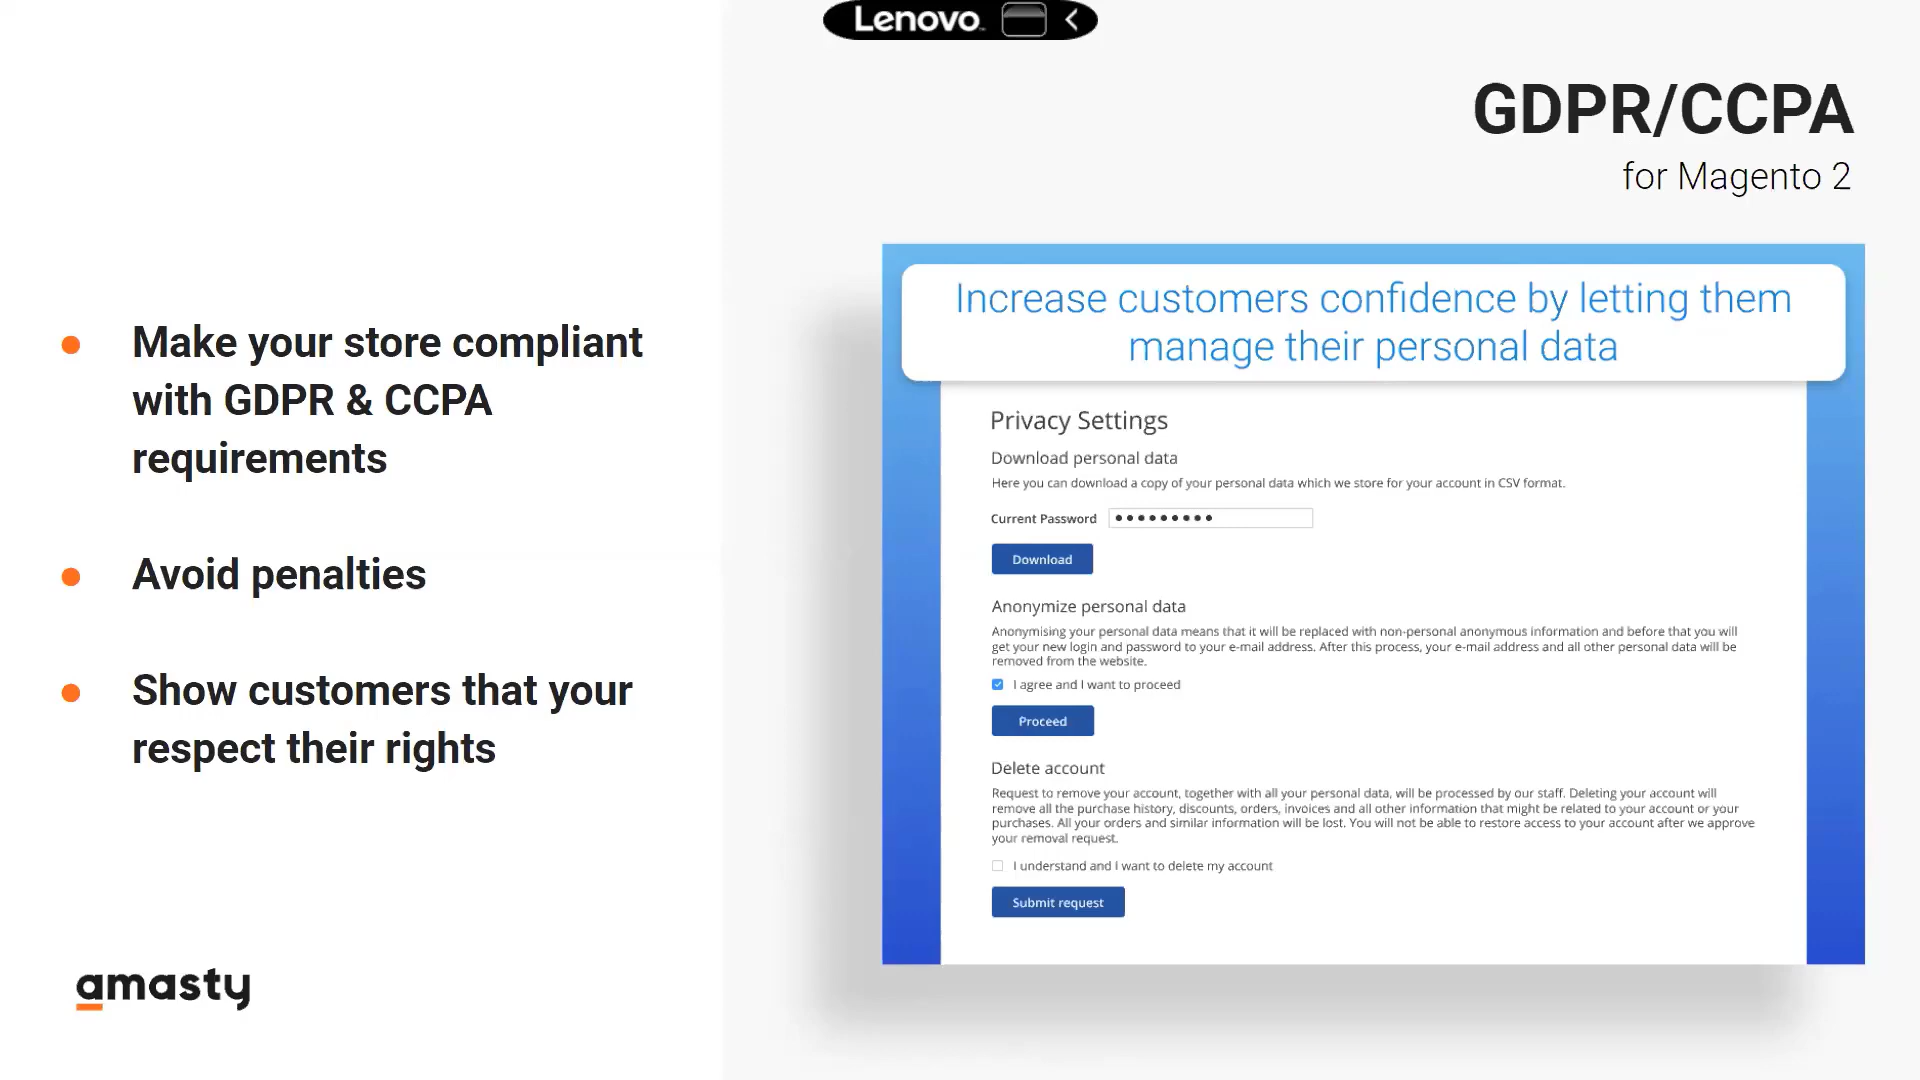 Lenovo
GDPR/CCPA
for Magento 2
Make your store compliant
with GDPR & CCPA
requirements
Avoid penalties
Show customers that your
respect their rights
amasty
Increase customers confidence by letting them
manage their personal data
Privacy Settings
Download personal data
Here you can download a copy of your personal data which we store for your account in CSV format.
Current Password
Download
Anonymize personal data
Anonymising your personal data means that it will be replaced with non-personal anonymous information and before that you will
get your new login and password to your e-mail address. After this process, your e-mail address and all other personal data will be
removed from the website.
I agree and I want to proceed
Proceed
Delete account
Request to remove your account, together with all your personal data, will be processed by our staff. Deleting your account will
remove all the purchase history, discounts, orders, invoices and all other information that might be related to your account or your
purchases. All your orders and similar information will be lost. You will not be able to restore access to your account after we approve
your removal request.
I understand and I want to delete my account
Submit request